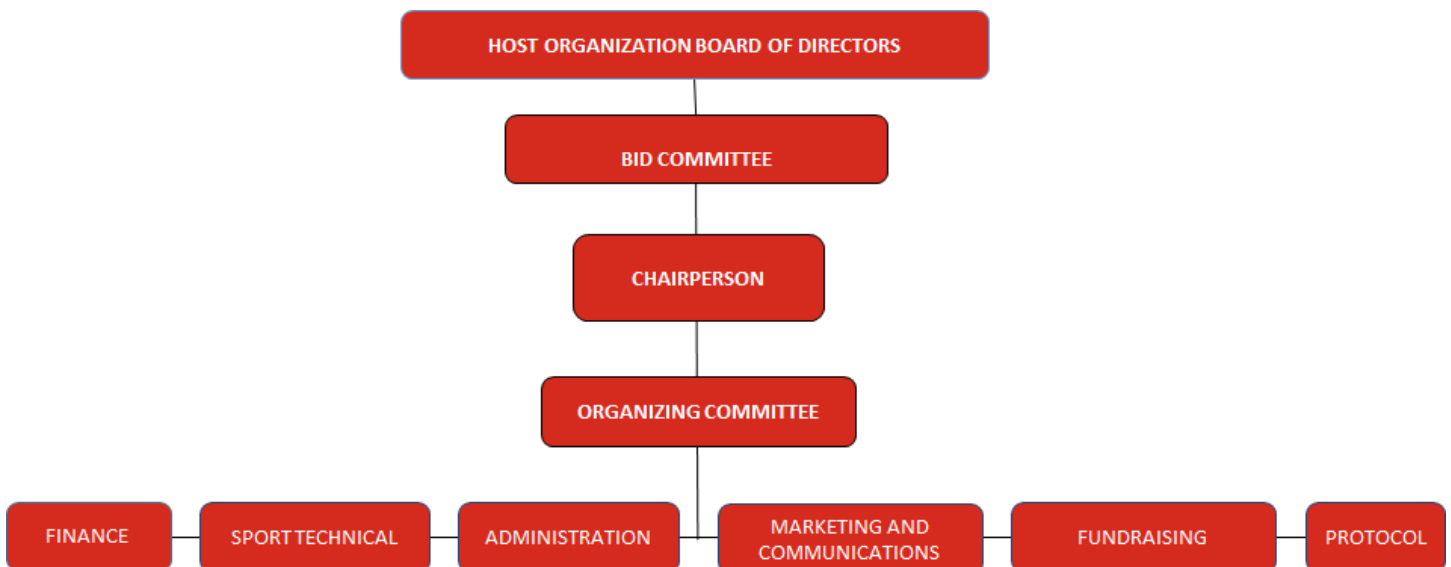 HOST ORGANIZATION BOARD OF DIRECTORS
BID COMMITTEE
CHAIRPERSON
ORGANIZING COMMITTEE
FINANCE
SPORT TECHNICAL
ADMINISTRATION
MARKETING AND
COMMUNICATIONS
FUNDRAISING
PROTOCOL